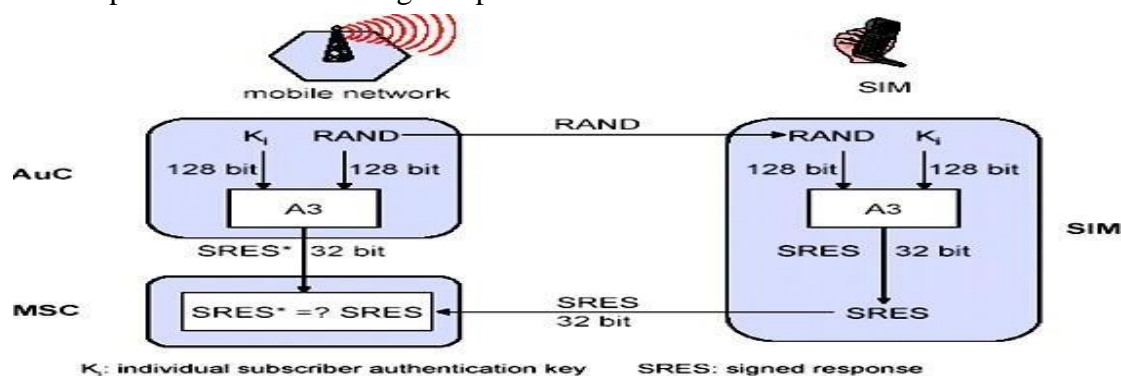 mobile network
SIM
RAND
Ki RAND
RAND Ki
128 bit 128 bit
128 bit 128 bit
AuC
A3
A3
SIM
SRES* 32 bit
SRES 32 bit
MSC
SRES* =? SRES
SRES
32 bit
SRES
Ki: individual subscriber authentication key SRES: signed response